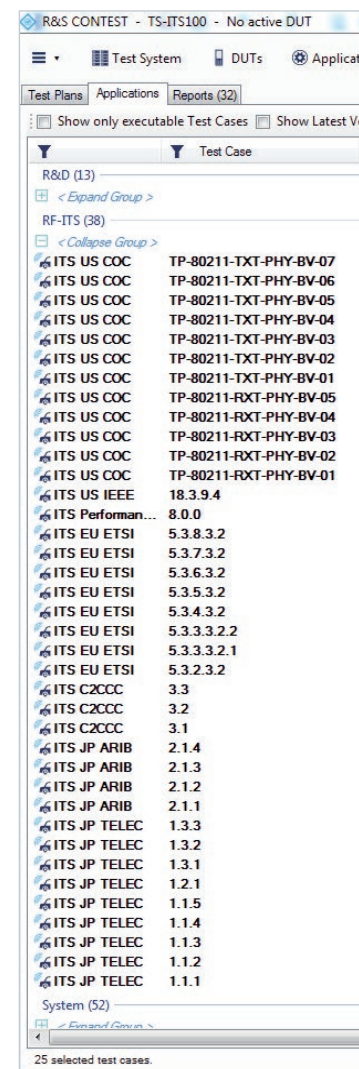 R&S CONTEST - TS-ITS100 - No active DUT
Test System DUTs Applicat
Test Plans Applications Reports (32)
Show only executable Test Cases Show Latest Ve
Test Case
R&D (13)
< Expand Group >
RF-ITS (38)
< Collapse Group >
ITS US COC TP-80211-TXT-PHY-BV-07
ITS US COC TP-80211-TXT-PHY-BV-06
ITS US COC TP-80211-TXT-PHY-BV-05
ITS US COC TP-80211-TXT-PHY-BV-04
ITS US COC TP-80211-TXT-PHY-BV-03
ITS US COC TP-80211-TXT-PHY-BV-02
ITS US COC TP-80211-TXT-PHY-BV-01
ITS US COC TP-80211-RXT-PHY-BV-05
ITS US COC TP-80211-RXT-PHY-BV-04
ITS US COC TP-80211-RXT-PHY-BV-03
ITS US COC TP-80211-RXT-PHY-BV-02
ITS US COC TP-80211-RXT-PHY-BV-01
ITS US IEEE 18.3.9.4
ITS Performan... 8.0.0
ITS EU ETSI 5.3.8.3.2
ITS EU ETSI 5.3.7.3.2
ITS EU ETSI 5.3.6.3.2
ITS EU ETSI 5.3.5.3.2
ITS EU ETSI 5.3.4.3.2
ITS EU ETSI 5.3.3.3.2.2
ITS EU ETSI 5.3.3.3.2.1
ITS EU ETSI 5.3.2.3.2
ITS C2CCC 3.3
ITS C2CCC 3.2
ITS C2CCC 3.1
ITS JP ARIB 2.1.4
ITS JP ARIB 2.1.3
ITS JP ARIB 2.1.2
ITS JP ARIB 2.1.1
ITS JP TELEC 1.3.3
ITS JP TELEC 1.3.2
ITS JP TELEC 1.3.1
ITS JP TELEC 1.2.1
ITS JP TELEC 1.1.5
ITS JP TELEC 1.1.4
ITS JP TELEC 1.1.3
ITS JP TELEC 1.1.2
ITS JP TELEC 1.1.1
System (52)
< Expand Group >
25 selected test cases.